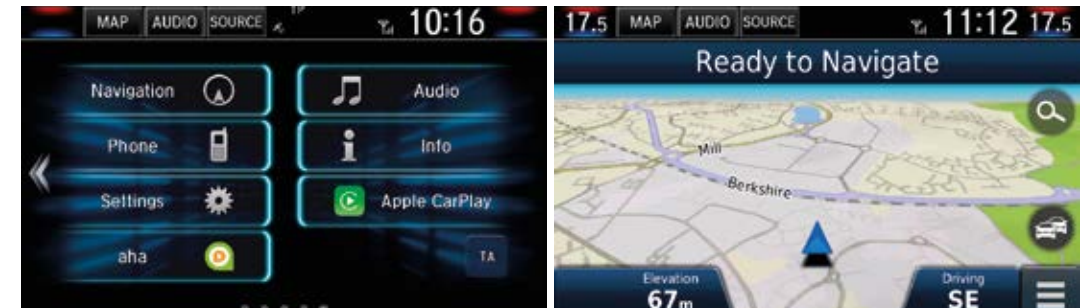 MAP AUDIO SOURCE 10:16
Navigation Audio
Phone Info
Settings Apple CarPlay
aha TA
17.5 MAP AUDIO SOURCE 11:12 17.5
Ready to Navigate
Mill
Berkshire
Elevation Driving
67m SE